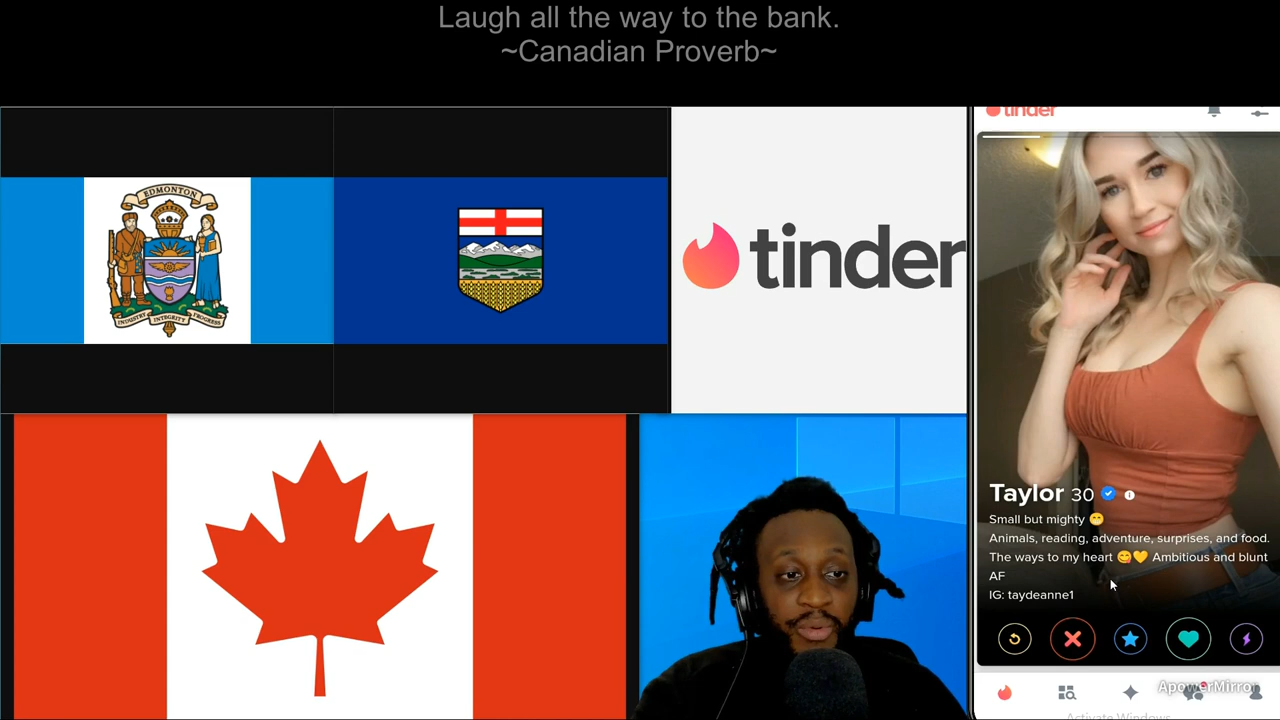 Laugh all the way to the bank.
~Canadian Proverb~
EDMONTON
INDUSTRY INTEGRITY PROGRESS
tinder
tinder
Taylor 30
Small but mighty 😁
Animals, reading, adventure, surprises, and food.
The ways to my heart 😋💛 Ambitious and blunt
AF
IG: taydeanne1
ApowerMirror
Activate Windows